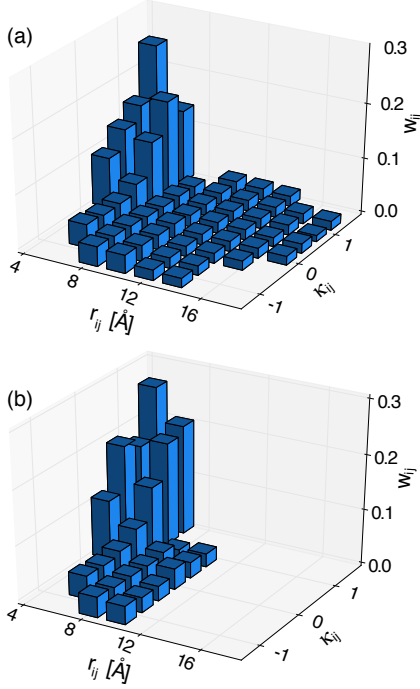 (a)
0.3
0.2
0.1
0.0
w_ij
4
8
12
16
r_ij [Å]
-1
0
1
κ_ij
(b)
0.3
0.2
0.1
0.0
w_ij
4
8
12
16
r_ij [Å]
-1
0
1
κ_ij